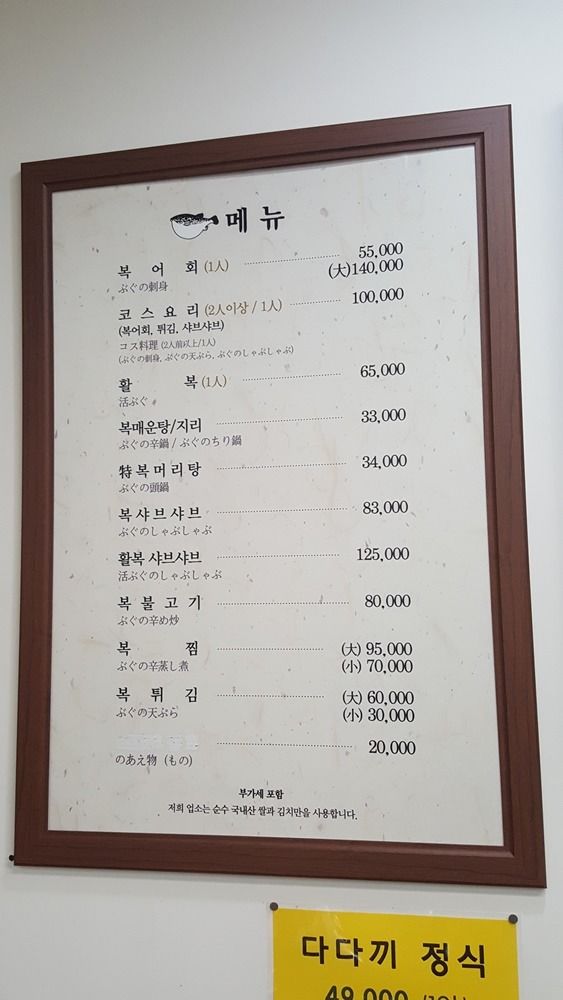 메뉴
복어회 (1人) 55,000
(大)140,000
ふぐの刺身
코스요리 (2人이상 / 1人) 100,000
(복어회, 튀김, 샤브샤브)
コス料理 (2人前以上/1人)
(ふぐの刺身, ふぐの天ぷら, ふぐのしゃぶしゃぶ)
활복 (1人) 65,000
活ふぐ
복매운탕/지리 33,000
ふぐの辛鍋 / ふぐのちり鍋
特복머리탕 34,000
ふぐの頭鍋
복샤브샤브 83,000
ふぐのしゃぶしゃぶ
활복 샤브샤브 125,000
活ふぐのしゃぶしゃぶ
복불고기 80,000
ふぐの辛め炒
복찜 (大) 95,000
ふぐの辛蒸し煮 (小) 70,000
복튀김 (大) 60,000
ふぐの天ぷら (小) 30,000
20,000
のあえ物 (もの)
부가세 포함
저희 업소는 순수 국내산 쌀과 김치만을 사용합니다.
다다끼 정식
49,000